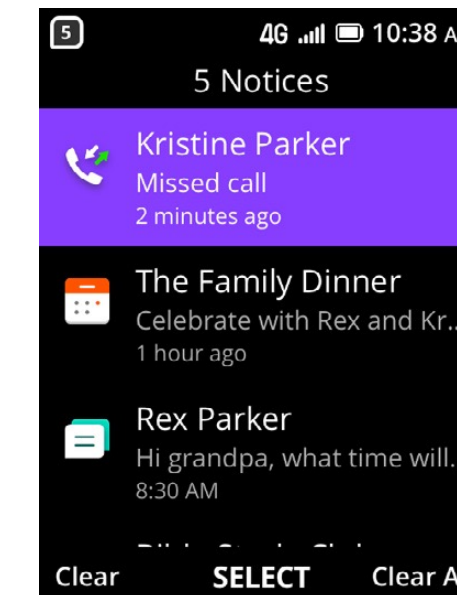 5
4G 10:38 A
5 Notices
Kristine Parker
Missed call
2 minutes ago
The Family Dinner
Celebrate with Rex and Kr..
1 hour ago
Rex Parker
Hi grandpa, what time will..
8:30 AM
Clear SELECT Clear A